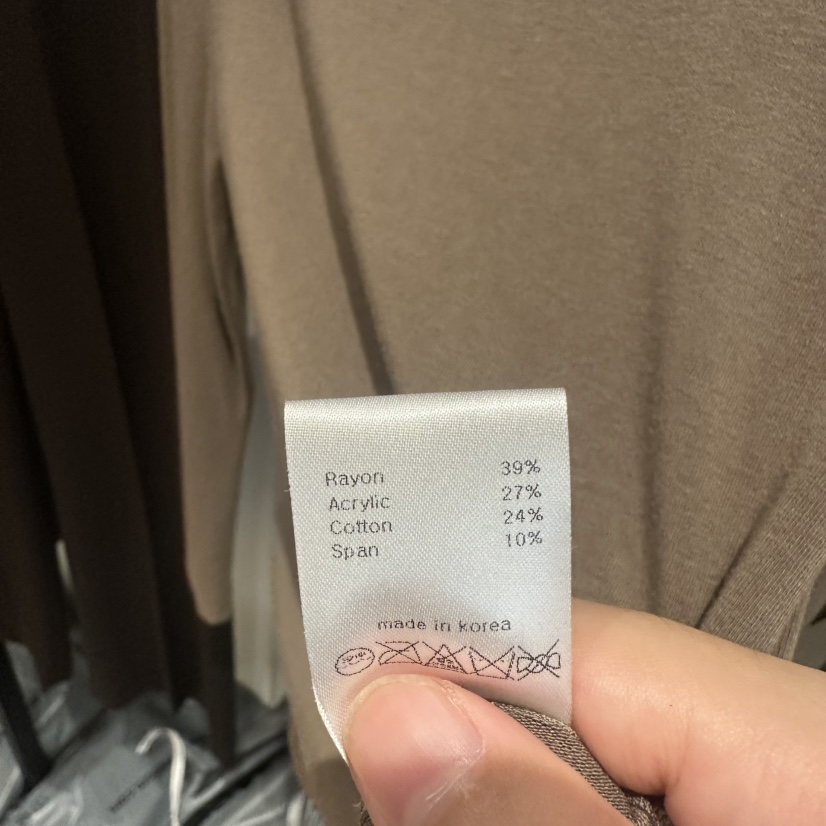 Rayon 39%
Acrylic 27%
Cotton 24%
Span 10%
made in korea